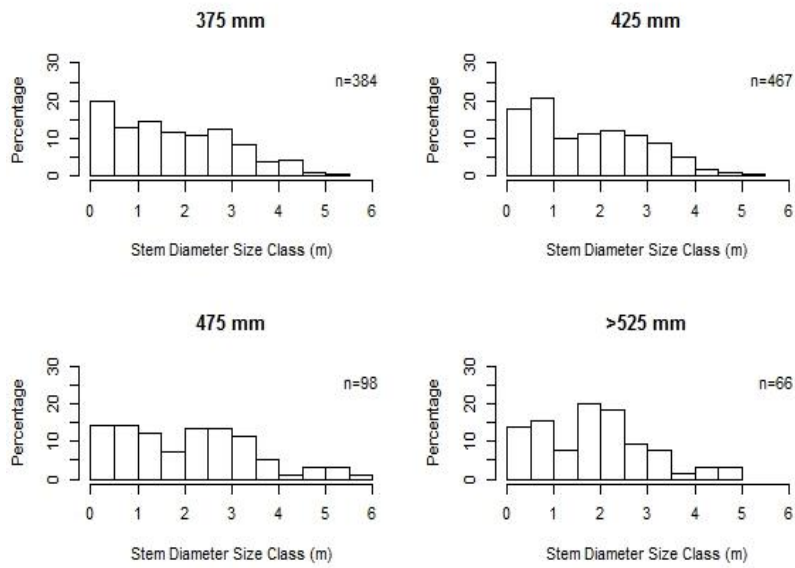 375 mm
30
20
10
0
Percentage
n=384
0 1 2 3 4 5 6
Stem Diameter Size Class (m)
425 mm
30
20
10
0
Percentage
n=467
0 1 2 3 4 5 6
Stem Diameter Size Class (m)
475 mm
30
20
10
0
Percentage
n=98
0 1 2 3 4 5 6
Stem Diameter Size Class (m)
>525 mm
30
20
10
0
Percentage
n=66
0 1 2 3 4 5 6
Stem Diameter Size Class (m)